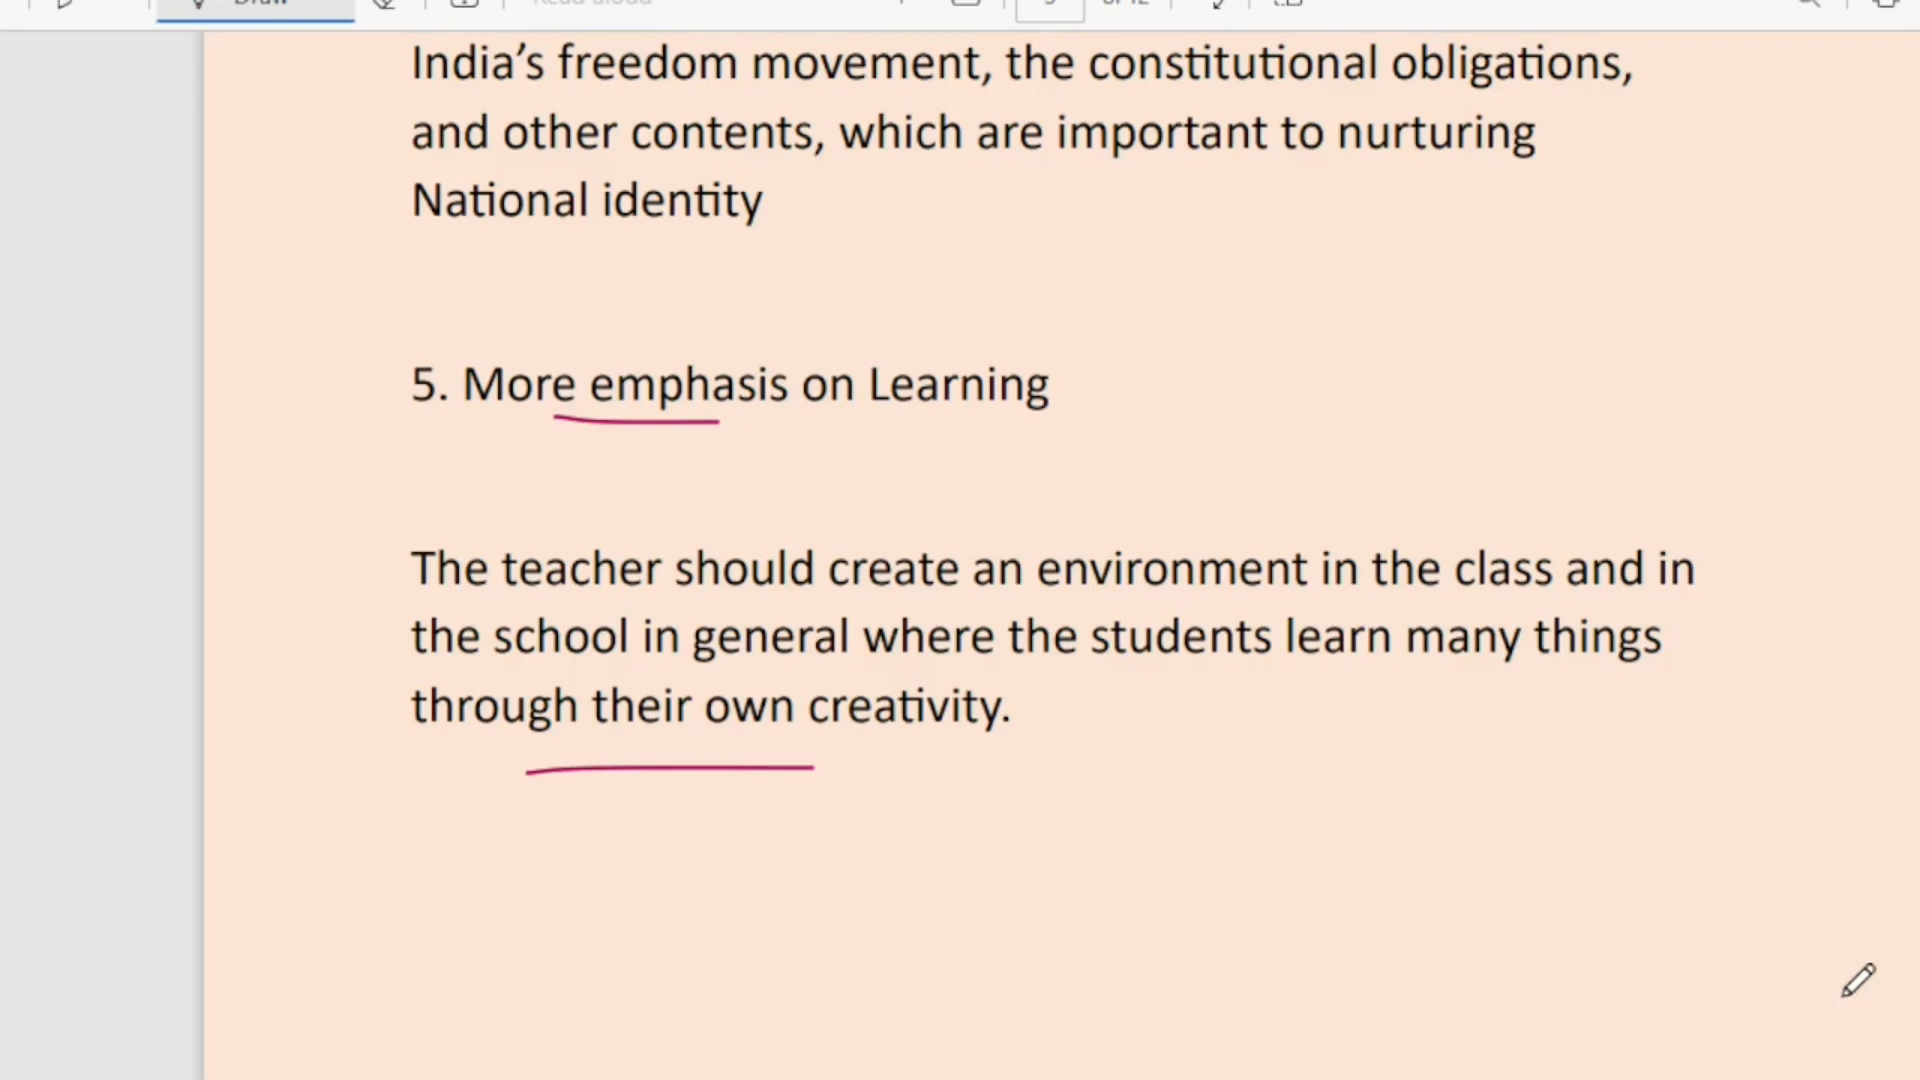 India’s freedom movement, the constitutional obligations,
and other contents, which are important to nurturing
National identity
5. More emphasis on Learning
The teacher should create an environment in the class and in
the school in general where the students learn many things
through their own creativity.